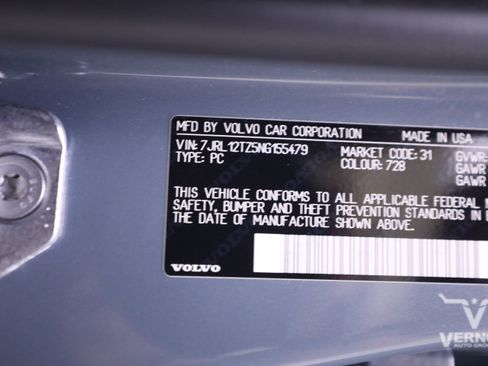 MFD BY VOLVO CAR CORPORATION MADE IN USA
VIN: 7JRL12TZ5NG155479 MARKET CODE: 31 GVWR:
TYPE: PC COLOUR: 728 GAWR
GAWR
THIS VEHICLE CONFORMS TO ALL APPLICABLE FEDERAL
SAFETY, BUMPER AND THEFT PREVENTION STANDARDS IN
THE DATE OF MANUFACTURE SHOWN ABOVE.
VOLVO
AUTO